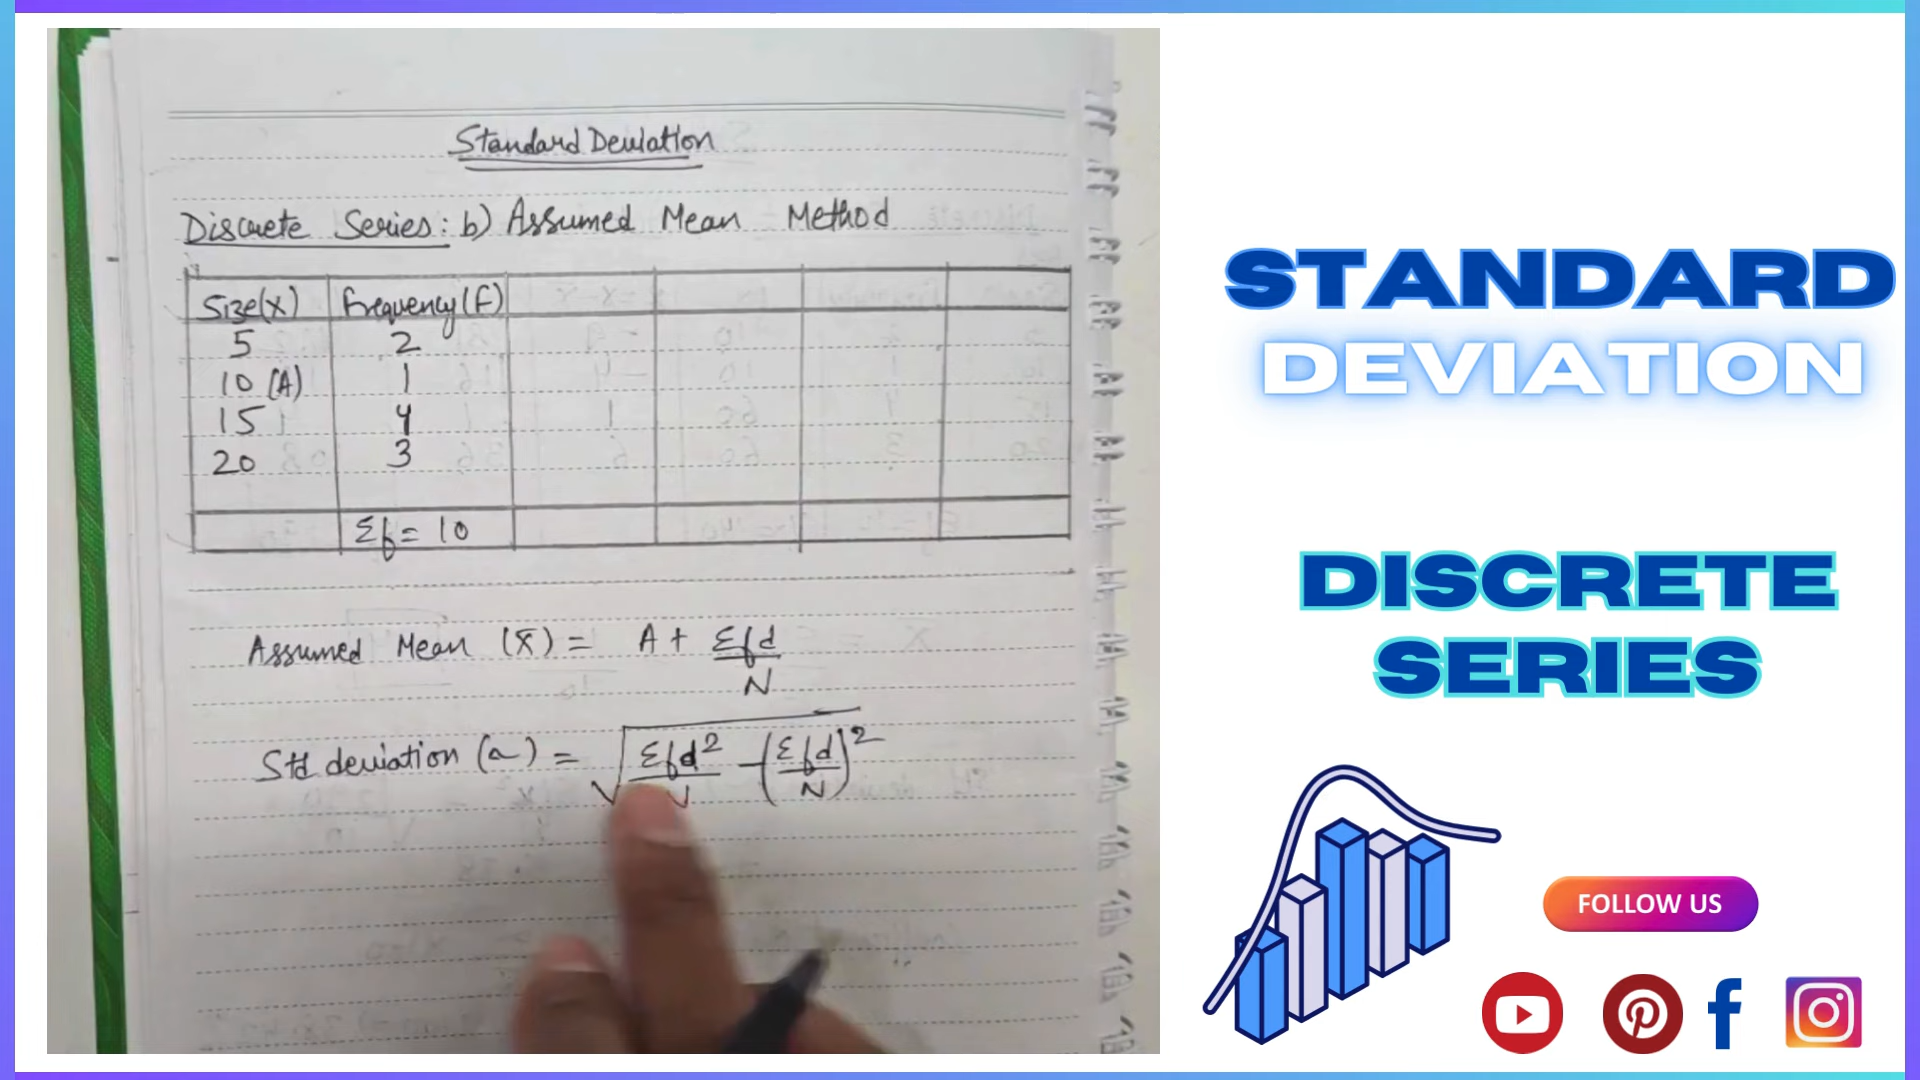 Standard Deviation
Discrete Series: b) Assumed Mean Method
Size(X) Frequency(F)
5 2
10 (A) 1
15 4
20 3
Σf = 10
Assumed Mean (x̄) = A + Σfd/N
Std deviation (σ) = √Σfd²/N - (Σfd/N)²
STANDARD
DEVIATION
DISCRETE
SERIES
FOLLOW US